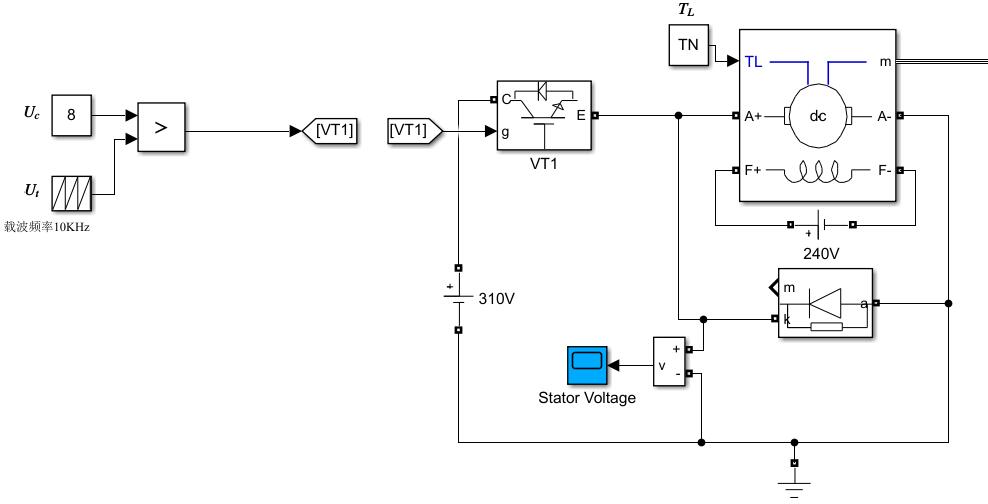 T_L
TN
TL
m
U_c
8
>
[VT1]
[VT1]
C
E
g
VT1
A+
dc
A-
F+
F-
U_t
载波频率10KHz
+
240V
+
310V
m
a
k
+
v
-
Stator Voltage